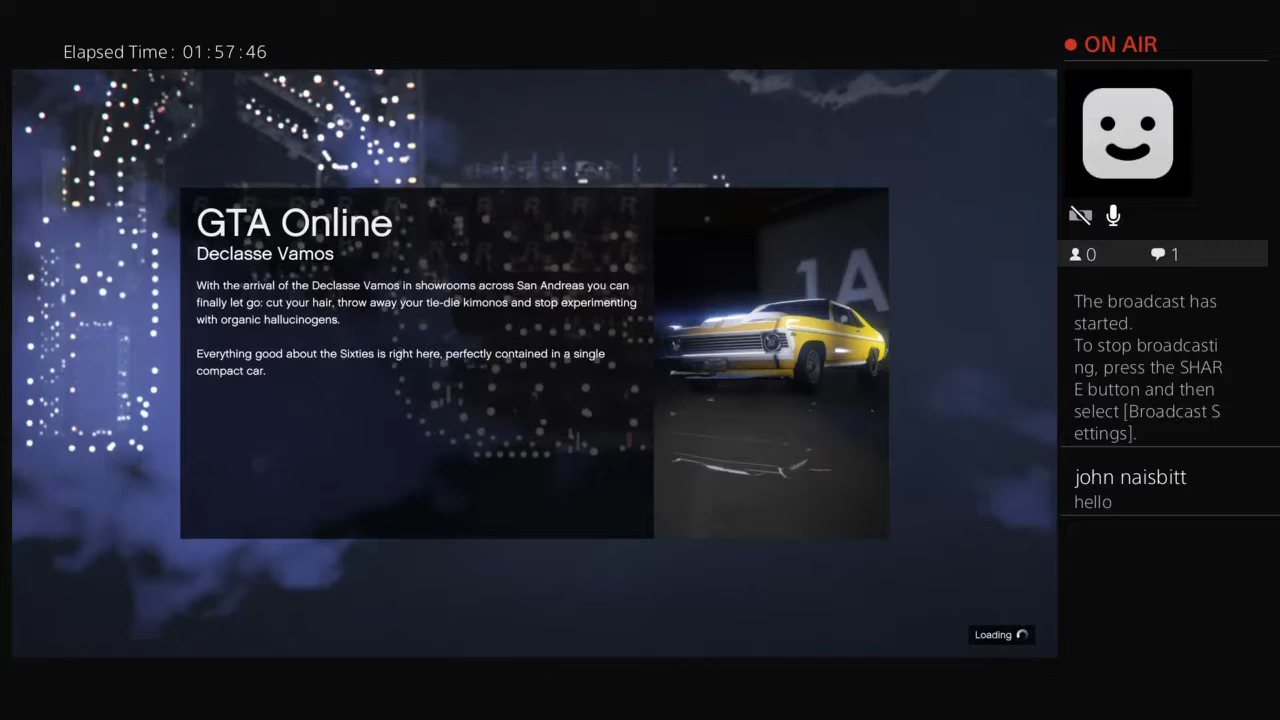 Elapsed Time: 01:57:46
ON AIR
GTA Online
Declasse Vamos
With the arrival of the Declasse Vamos in showrooms across San Andreas you can
finally let go: cut your hair, throw away your tie-die kimonos and stop experimenting
with organic hallucinogens.
Everything good about the Sixties is right here, perfectly contained in a single
compact car.
1A
Loading
0 1
The broadcast has
started.
To stop broadcasti
ng, press the SHAR
E button and then
select [Broadcast S
ettings].
john naisbitt
hello